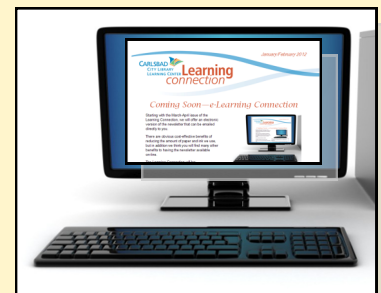 January/February 2012
CARLSBAD
CITY LIBRARY
LEARNING CENTER
Learning
connection
Coming Soon—e-Learning Connection
Starting with the March/April issue of the
Learning Connection, we will offer an electronic
version of the newsletter that can be emailed
directly to you.
There are obvious cost-effective benefits of
reducing the amount of paper and ink we use,
but in addition we think you will find many other
benefits to having the newsletter available
on-line.